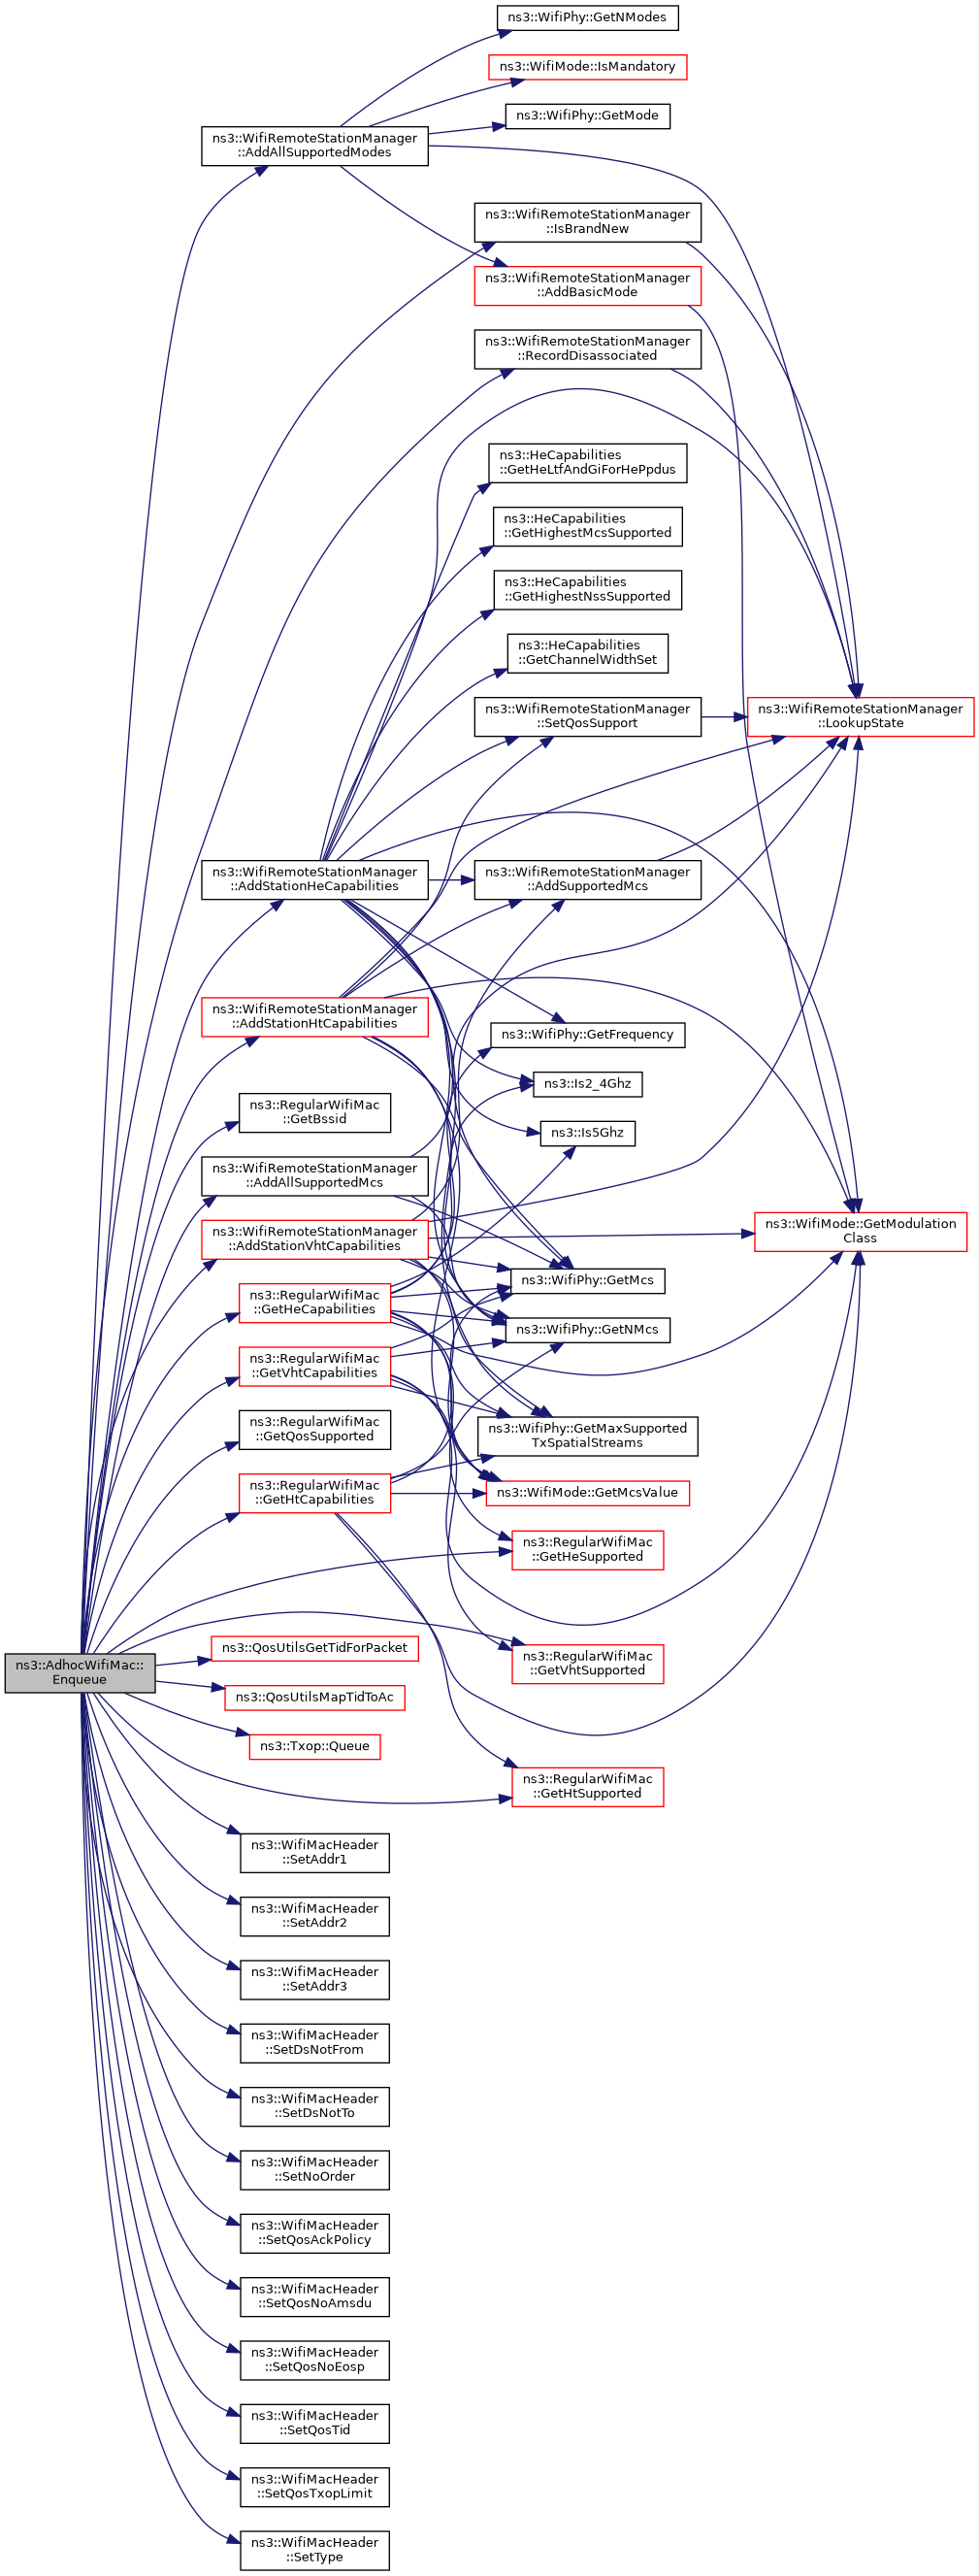 ns3::WifiPhy::GetNModes
ns3::WifiMode::IsMandatory
ns3::WifiPhy::GetMode
ns3::WifiRemoteStationManager
::AddAllSupportedModes
ns3::WifiRemoteStationManager
::IsBrandNew
ns3::WifiRemoteStationManager
::AddBasicMode
ns3::WifiRemoteStationManager
::RecordDisassociated
ns3::HeCapabilities
::GetHeLtfAndGiForHePpdus
ns3::HeCapabilities
::GetHighestMcsSupported
ns3::HeCapabilities
::GetHighestNssSupported
ns3::HeCapabilities
::GetChannelWidthSet
ns3::WifiRemoteStationManager
::SetQosSupport
ns3::WifiRemoteStationManager
::LookupState
ns3::WifiRemoteStationManager
::AddStationHeCapabilities
ns3::WifiRemoteStationManager
::AddSupportedMcs
ns3::WifiRemoteStationManager
::AddStationHtCapabilities
ns3::WifiPhy::GetFrequency
ns3::Is2_4Ghz
ns3::RegularWifiMac
::GetBssid
ns3::Is5Ghz
ns3::WifiRemoteStationManager
::AddAllSupportedMcs
ns3::WifiRemoteStationManager
::AddStationVhtCapabilities
ns3::WifiMode::GetModulation
Class
ns3::WifiPhy::GetMcs
ns3::RegularWifiMac
::GetHeCapabilities
ns3::WifiPhy::GetNMcs
ns3::RegularWifiMac
::GetVhtCapabilities
ns3::RegularWifiMac
::GetQosSupported
ns3::WifiPhy::GetMaxSupported
TxSpatialStreams
ns3::RegularWifiMac
::GetHtCapabilities
ns3::WifiMode::GetMcsValue
ns3::RegularWifiMac
::GetHeSupported
ns3::QosUtilsGetTidForPacket
ns3::RegularWifiMac
::GetVhtSupported
ns3::AdhocWifiMac::
Enqueue
ns3::QosUtilsMapTidToAc
ns3::Txop::Queue
ns3::RegularWifiMac
::GetHtSupported
ns3::WifiMacHeader
::SetAddr1
ns3::WifiMacHeader
::SetAddr2
ns3::WifiMacHeader
::SetAddr3
ns3::WifiMacHeader
::SetDsNotFrom
ns3::WifiMacHeader
::SetDsNotTo
ns3::WifiMacHeader
::SetNoOrder
ns3::WifiMacHeader
::SetQosAckPolicy
ns3::WifiMacHeader
::SetQosNoAmsdu
ns3::WifiMacHeader
::SetQosNoEosp
ns3::WifiMacHeader
::SetQosTid
ns3::WifiMacHeader
::SetQosTxopLimit
ns3::WifiMacHeader
::SetType